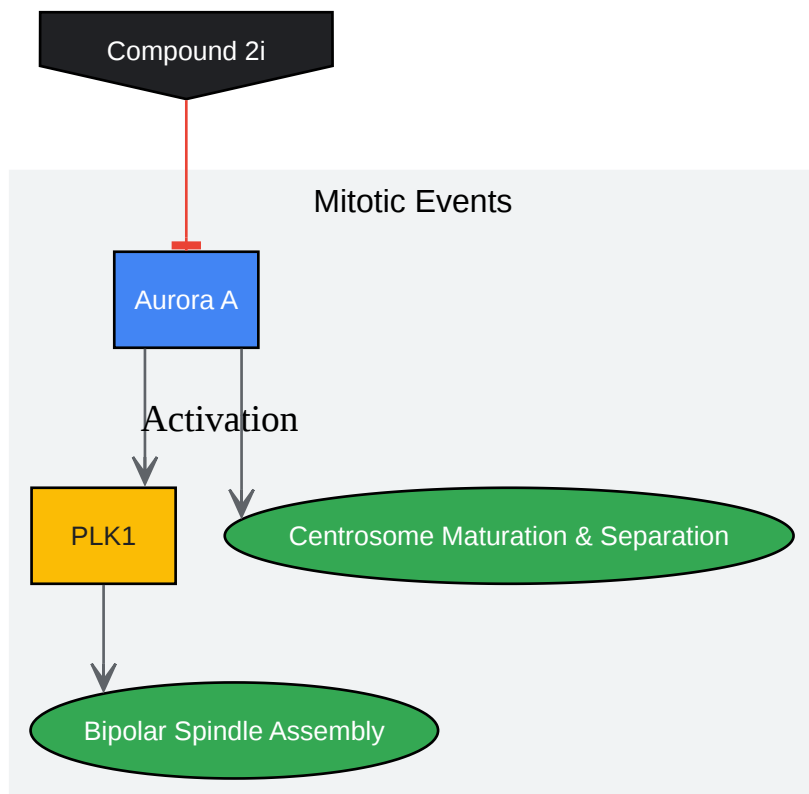 Compound 2i
Mitotic Events
Aurora A
Activation
PLK1
Centrosome Maturation & Separation
Bipolar Spindle Assembly